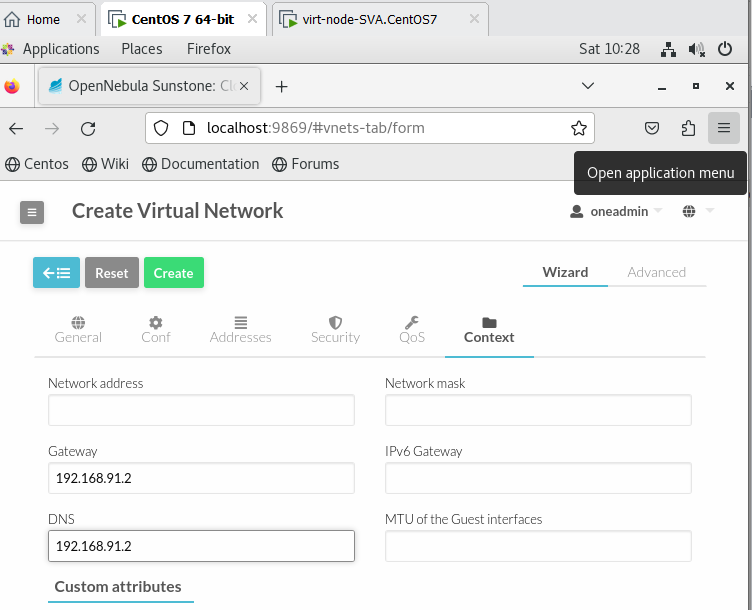 Home × CentOS 7 64-bit × virt-node-SVA.CentOS7 ×
Applications Places Firefox Sat 10:28
OpenNebula Sunstone: Cl × +
localhost:9869/#vnets-tab/form
Centos Wiki Documentation Forums
Open application menu
Create Virtual Network oneadmin
Reset Create Wizard Advanced
General Conf Addresses Security QoS Context
Network address Network mask
Gateway IPv6 Gateway
192.168.91.2
DNS MTU of the Guest interfaces
192.168.91.2
Custom attributes